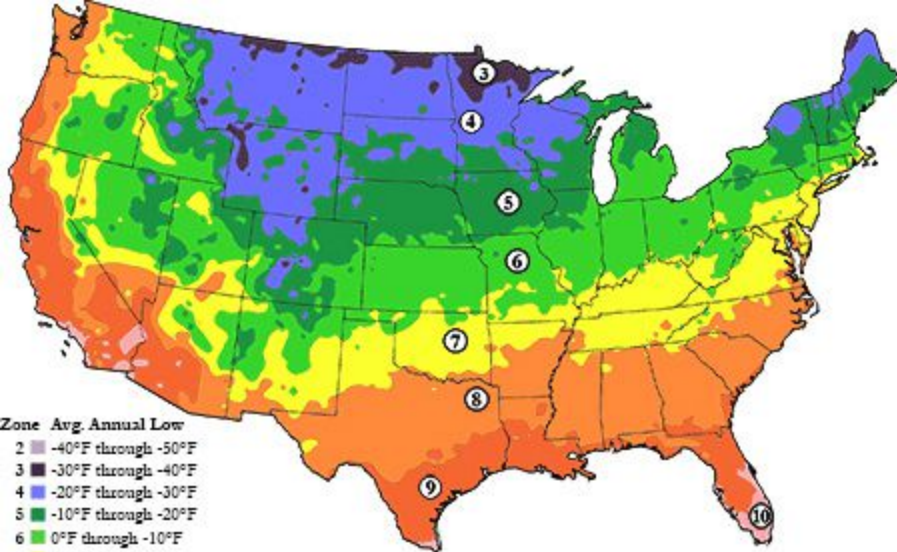 3
4
5
6
7
8
9
10
Zone Avg. Annual Low
2 -40°F through -50°F
3 -30°F through -40°F
4 -20°F through -30°F
5 -10°F through -20°F
6 0°F through -10°F